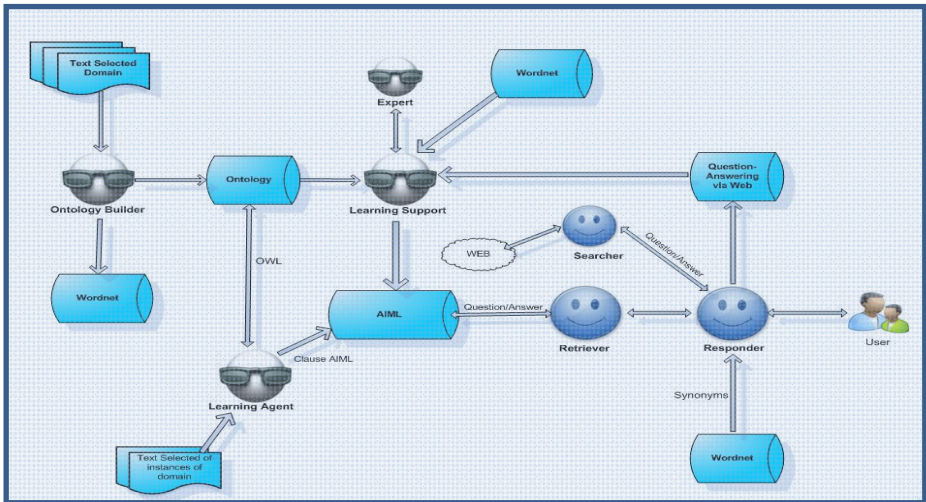 Text Selected
Domain
Expert
Wordnet
Ontology Builder
Ontology
Learning Support
Question-
Answering
via Web
WEB
Searcher
Question/Answer
OWL
Wordnet
AIML
Question/Answer
Retriever
Responder
User
Clause AIML
Learning Agent
Synonyms
Text Selected of
instances of
domain
Wordnet